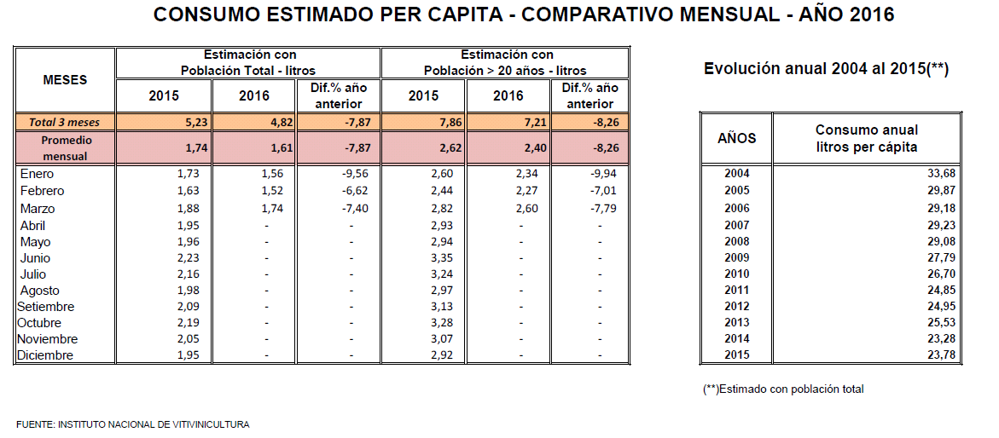 CONSUMO ESTIMADO PER CAPITA - COMPARATIVO MENSUAL - AÑO 2016
MESES
Estimación con
Población Total - litros
Estimación con
Población > 20 años - litros
2015 2016 Dif.% año anterior 2015 2016 Dif.% año anterior
Total 3 meses 5,23 4,82 -7,87 7,86 7,21 -8,26
Promedio mensual 1,74 1,61 -7,87 2,62 2,40 -8,26
Enero 1,73 1,56 -9,56 2,60 2,34 -9,94
Febrero 1,63 1,52 -6,62 2,44 2,27 -7,01
Marzo 1,88 1,74 -7,40 2,82 2,60 -7,79
Abril 1,95 - - 2,93 - -
Mayo 1,96 - - 2,94 - -
Junio 2,23 - - 3,35 - -
Julio 2,16 - - 3,24 - -
Agosto 1,98 - - 2,97 - -
Setiembre 2,09 - - 3,13 - -
Octubre 2,19 - - 3,28 - -
Noviembre 2,05 - - 3,07 - -
Diciembre 1,95 - - 2,92 - -
Evolución anual 2004 al 2015(**)
AÑOS
Consumo anual
litros per cápita
2004 33,68
2005 29,87
2006 29,18
2007 29,23
2008 29,08
2009 27,79
2010 26,70
2011 24,85
2012 24,95
2013 25,53
2014 23,28
2015 23,78
(**)Estimado con población total
FUENTE: INSTITUTO NACIONAL DE VITIVINICULTURA